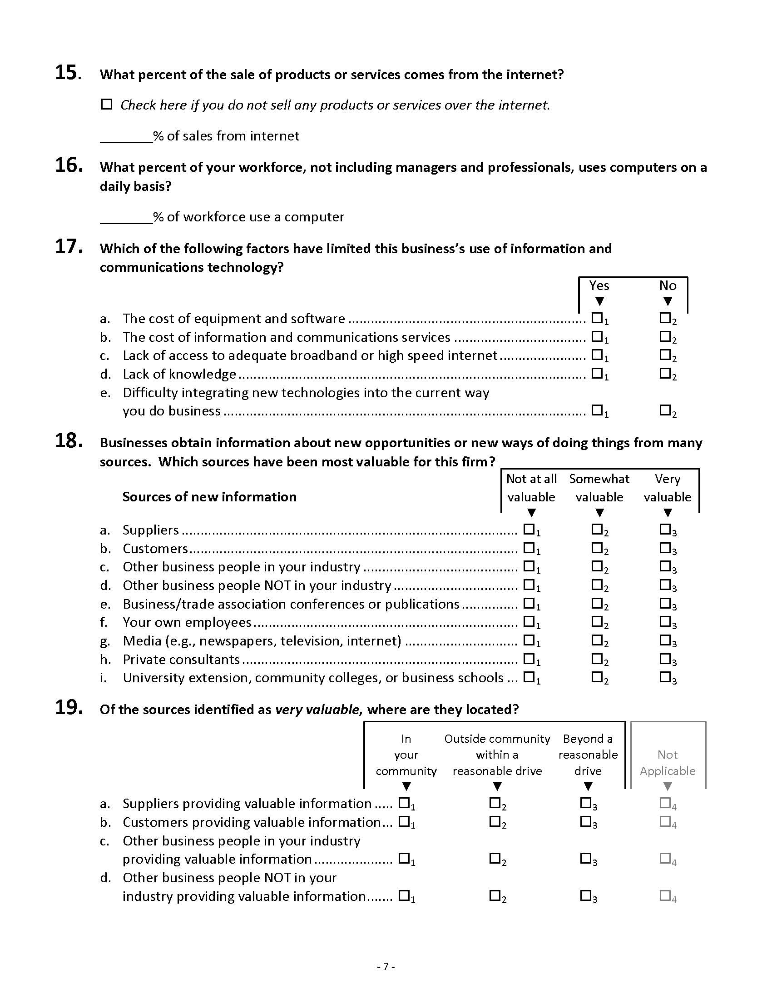 15. What percent of the sale of products or services comes from the internet?
☐ Check here if you do not sell any products or services over the internet.
_______% of sales from internet
16. What percent of your workforce, not including managers and professionals, uses computers on a
daily basis?
_______% of workforce use a computer
17. Which of the following factors have limited this business’s use of information and
communications technology?
Yes No
▼ ▼
a. The cost of equipment and software ............................................................... ☐1 ☐2
b. The cost of information and communications services ................................... ☐1 ☐2
c. Lack of access to adequate broadband or high speed internet....................... ☐1 ☐2
d. Lack of knowledge............................................................................................ ☐1 ☐2
e. Difficulty integrating new technologies into the current way
you do business ................................................................................................ ☐1 ☐2
18. Businesses obtain information about new opportunities or new ways of doing things from many
sources.  Which sources have been most valuable for this firm?
Not at all Somewhat Very
Sources of new information valuable valuable valuable
▼ ▼ ▼
a. Suppliers ......................................................................................... ☐1 ☐2 ☐3
b. Customers....................................................................................... ☐1 ☐2 ☐3
c. Other business people in your industry ......................................... ☐1 ☐2 ☐3
d. Other business people NOT in your industry ................................. ☐1 ☐2 ☐3
e. Business/trade association conferences or publications............... ☐1 ☐2 ☐3
f. Your own employees...................................................................... ☐1 ☐2 ☐3
g. Media (e.g., newspapers, television, internet) .............................. ☐1 ☐2 ☐3
h. Private consultants......................................................................... ☐1 ☐2 ☐3
i. University extension, community colleges, or business schools ... ☐1 ☐2 ☐3
19. Of the sources identified as very valuable, where are they located?
In Outside community Beyond a
your within a reasonable Not
community reasonable drive drive Applicable
▼ ▼ ▼ ▼
a. Suppliers providing valuable information ..... ☐1 ☐2 ☐3 ☐4
b. Customers providing valuable information... ☐1 ☐2 ☐3 ☐4
c. Other business people in your industry
providing valuable information ..................... ☐1 ☐2 ☐3 ☐4
d. Other business people NOT in your
industry providing valuable information....... ☐1 ☐2 ☐3 ☐4
- 7 -